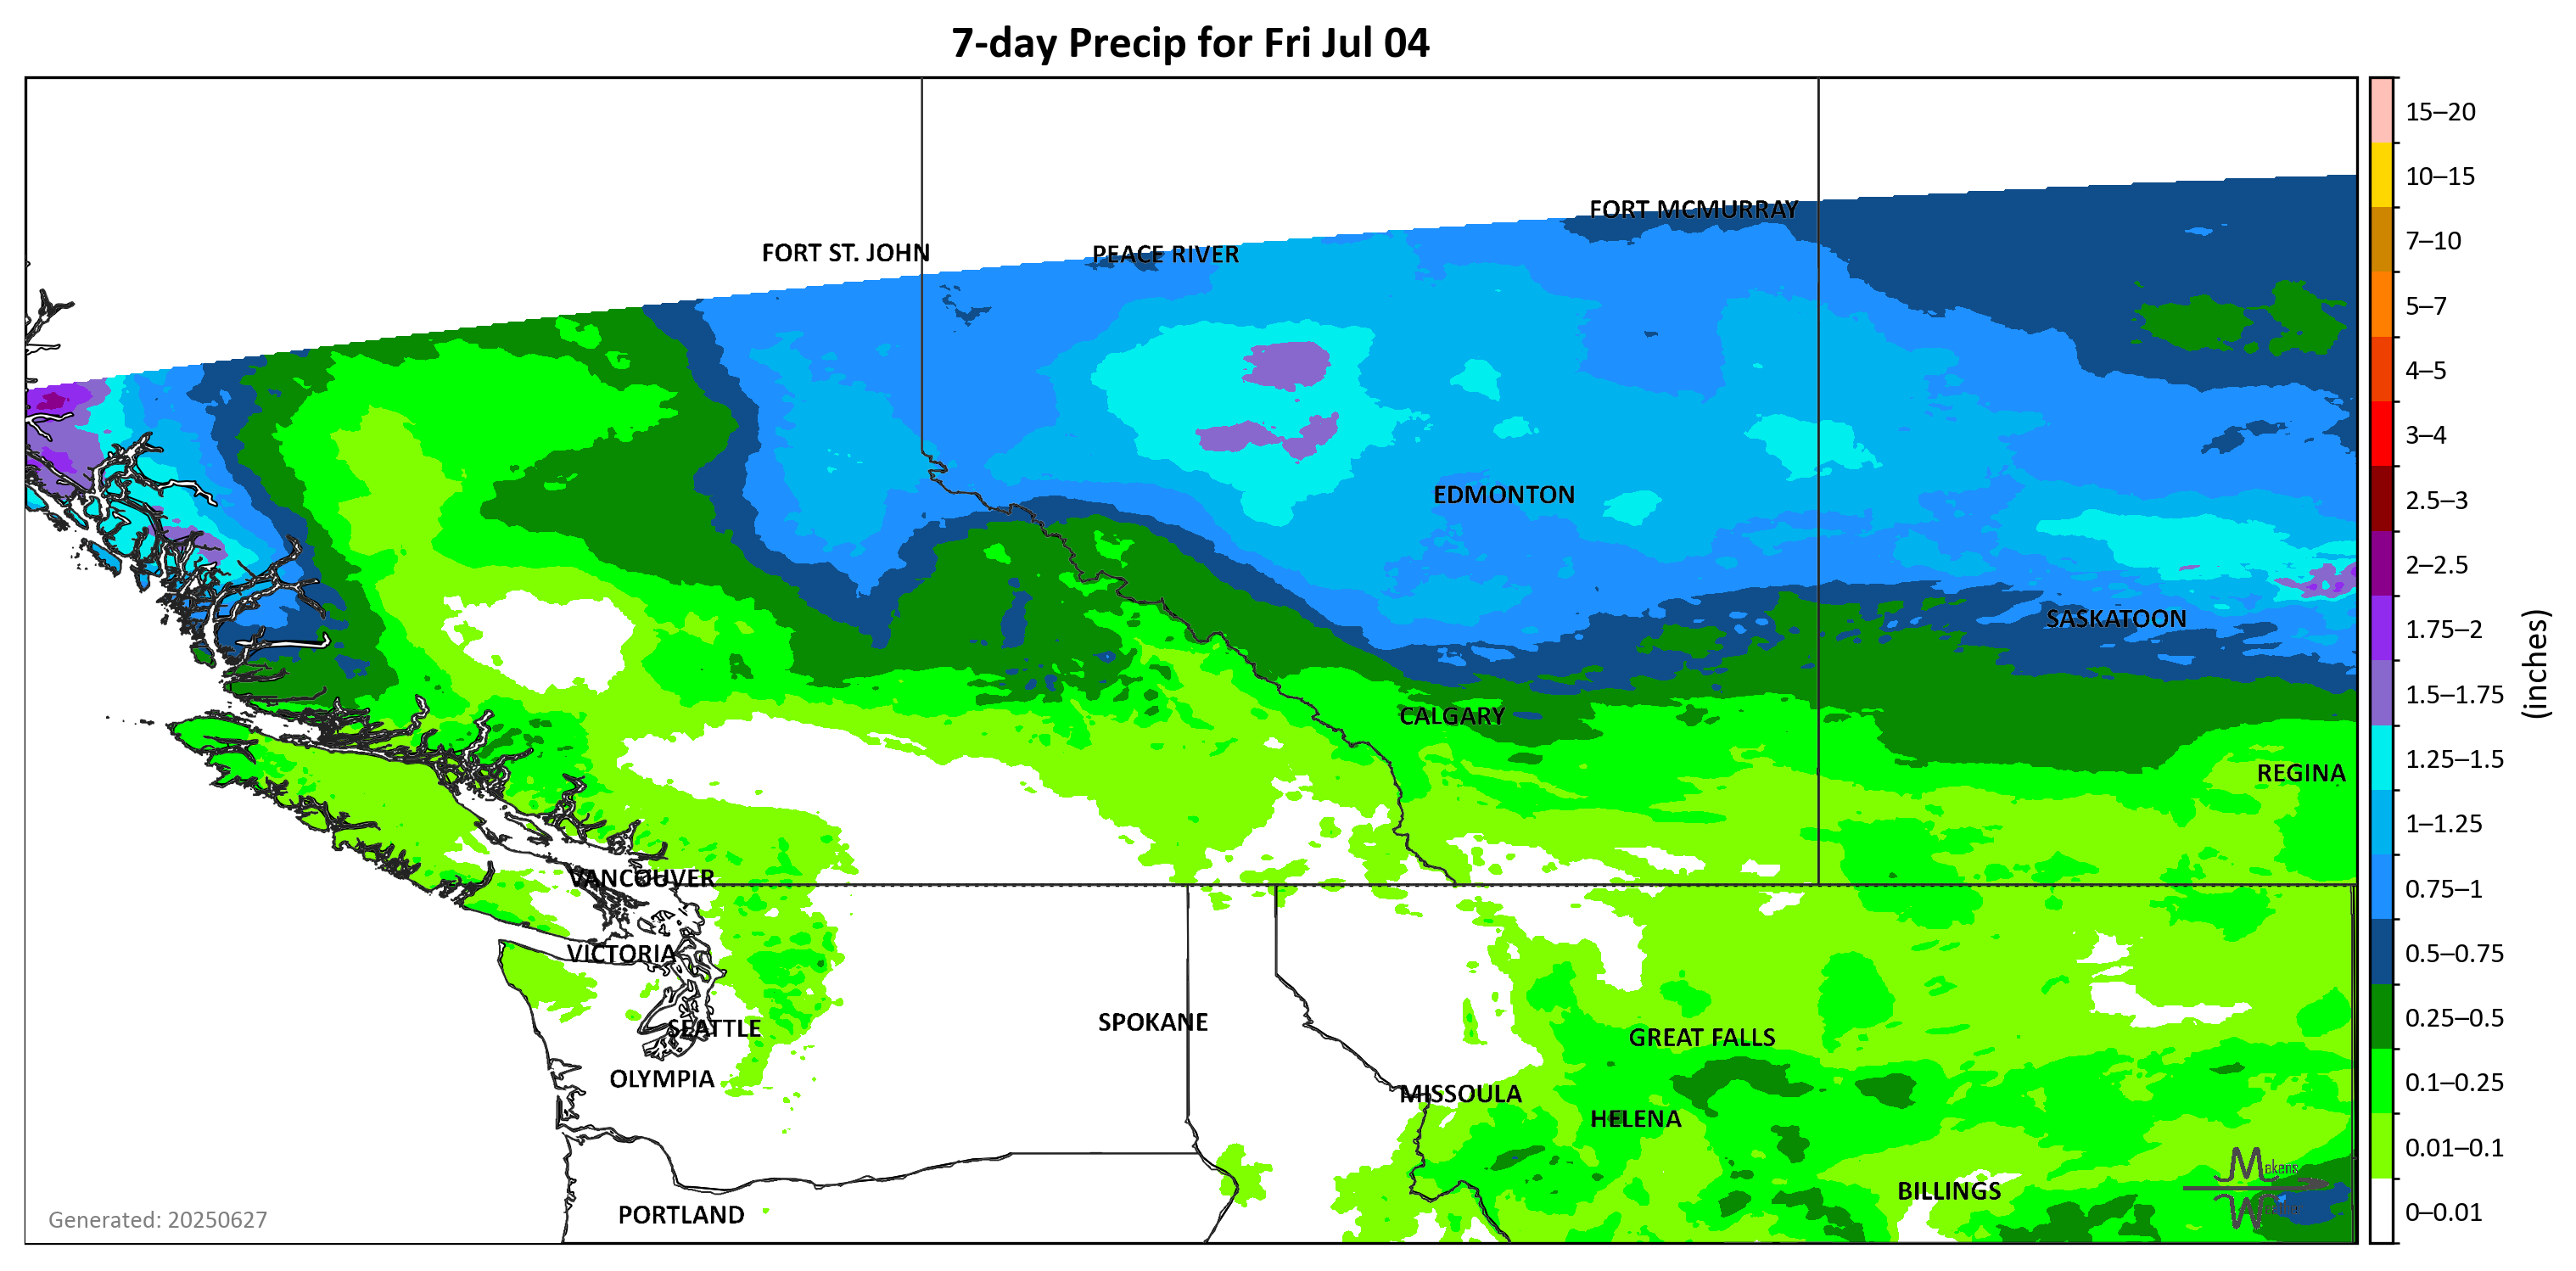 7-day Precip for Fri Jul 04
15–20
10–15
FORT MCMURRAY
7–10
FORT ST. JOHN
PEACE RIVER
5–7
4–5
3–4
EDMONTON
2.5–3
2–2.5
SASKATOON
1.75–2
(inches)
1.5–1.75
CALGARY
1.25–1.5
REGINA
1–1.25
VANCOUVER
0.75–1
VICTORIA
0.5–0.75
SPOKANE
0.25–0.5
SEATTLE
GREAT FALLS
OLYMPIA
0.1–0.25
MISSOULA
HELENA
0.01–0.1
Makens
BILLINGS
PORTLAND
0–0.01
Generated: 20250627